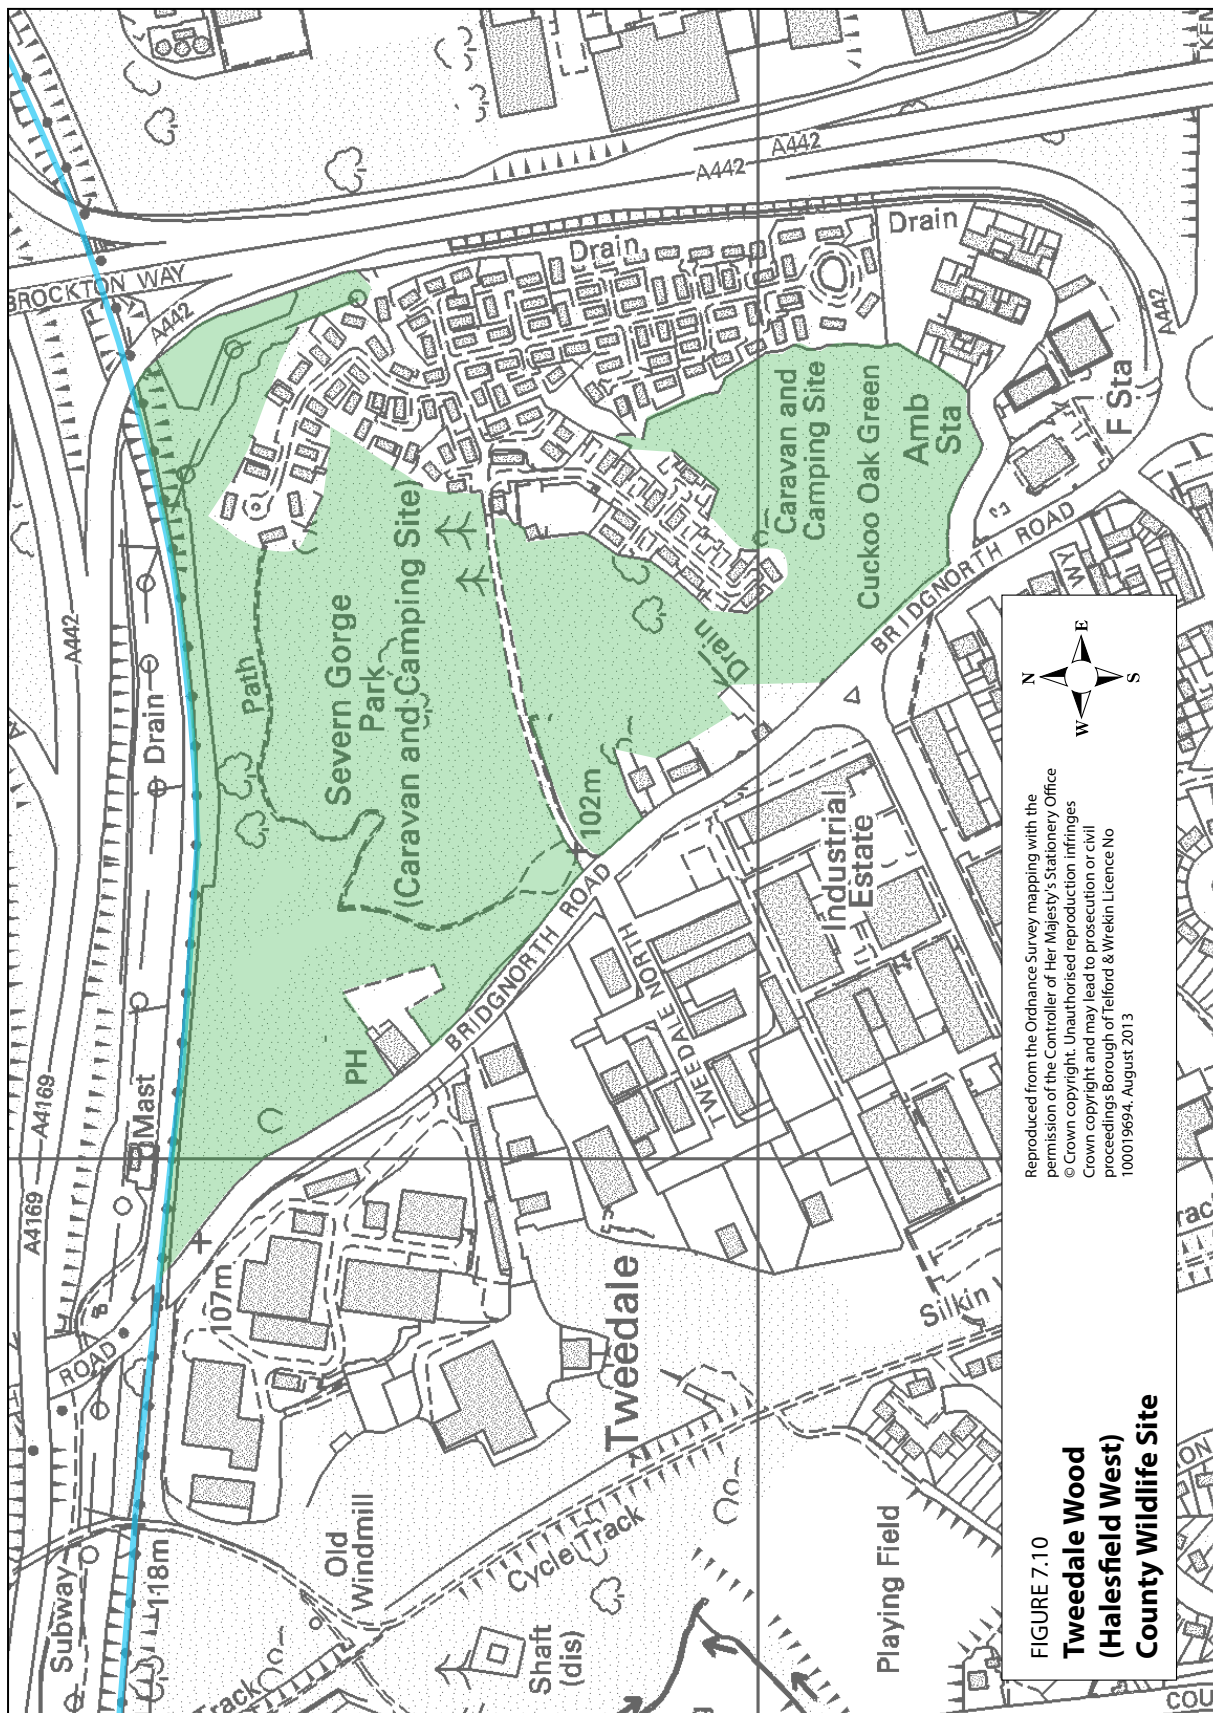 Subway
118m
ROAD
A4169
A4169
Mast
Drain
A442
A442
BROCKTON WAY
A442
A442
107m
PH
Path
Severn Gorge
Park
(Caravan and Camping Site)
Drain
Drain
Old
Windmill
Track
Cycle Track
Shaft
(dis)
Tweedale
BRIDGNORTH ROAD
102m
Drain
TWEEDALE NORTH
Industrial
Estate
Caravan and
Camping Site
Cuckoo Oak Green
Amb
Sta
F Sta
A442
BRIDGNORTH ROAD
WY
Playing Field
Silkin
COU
ON
KEN
FIGURE 7.10
Tweedale Wood
(Halesfield West)
County Wildlife Site
Reproduced from the Ordnance Survey mapping with the
permission of the Controller of Her Majesty's Stationery Office
© Crown copyright. Unauthorised reproduction infringes
Crown copyright and may lead to prosecution or civil
proceedings Borough of Telford & Wrekin Licence No
100019694. August 2013
N
W E
S